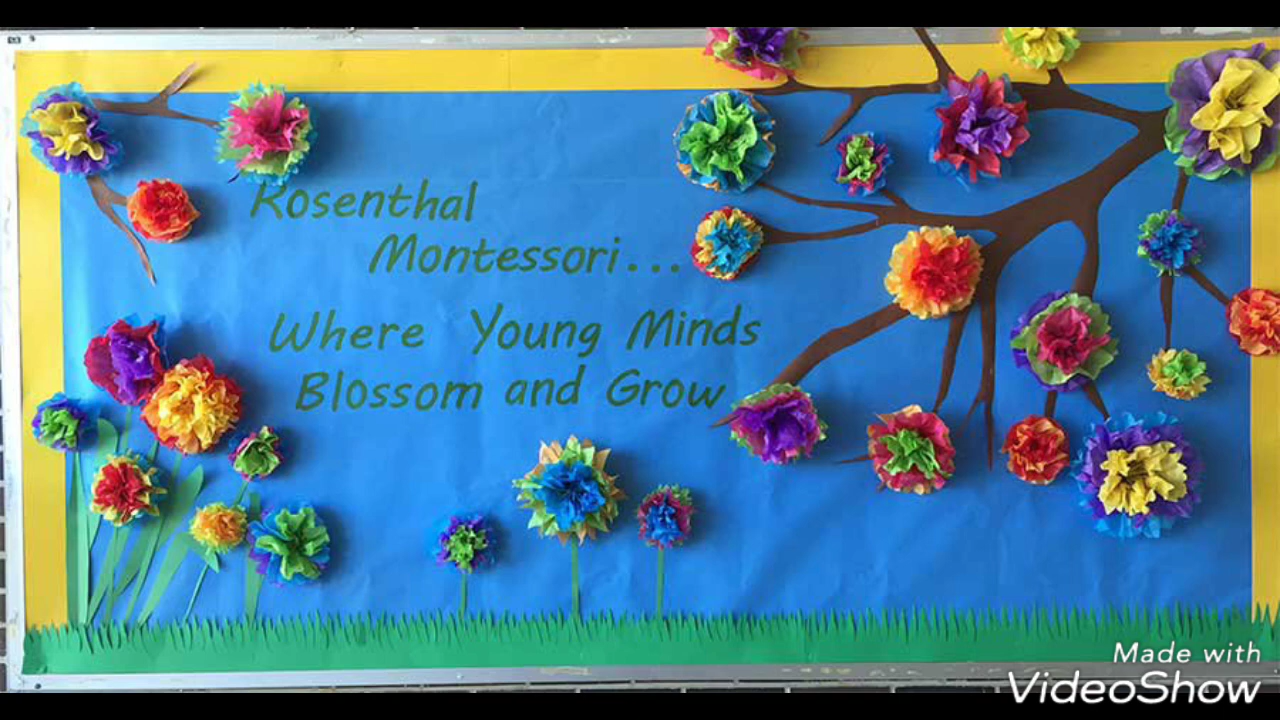 Rosenthal
Montessori...
Where Young Minds
Blossom and Grow
Made with
VideoShow